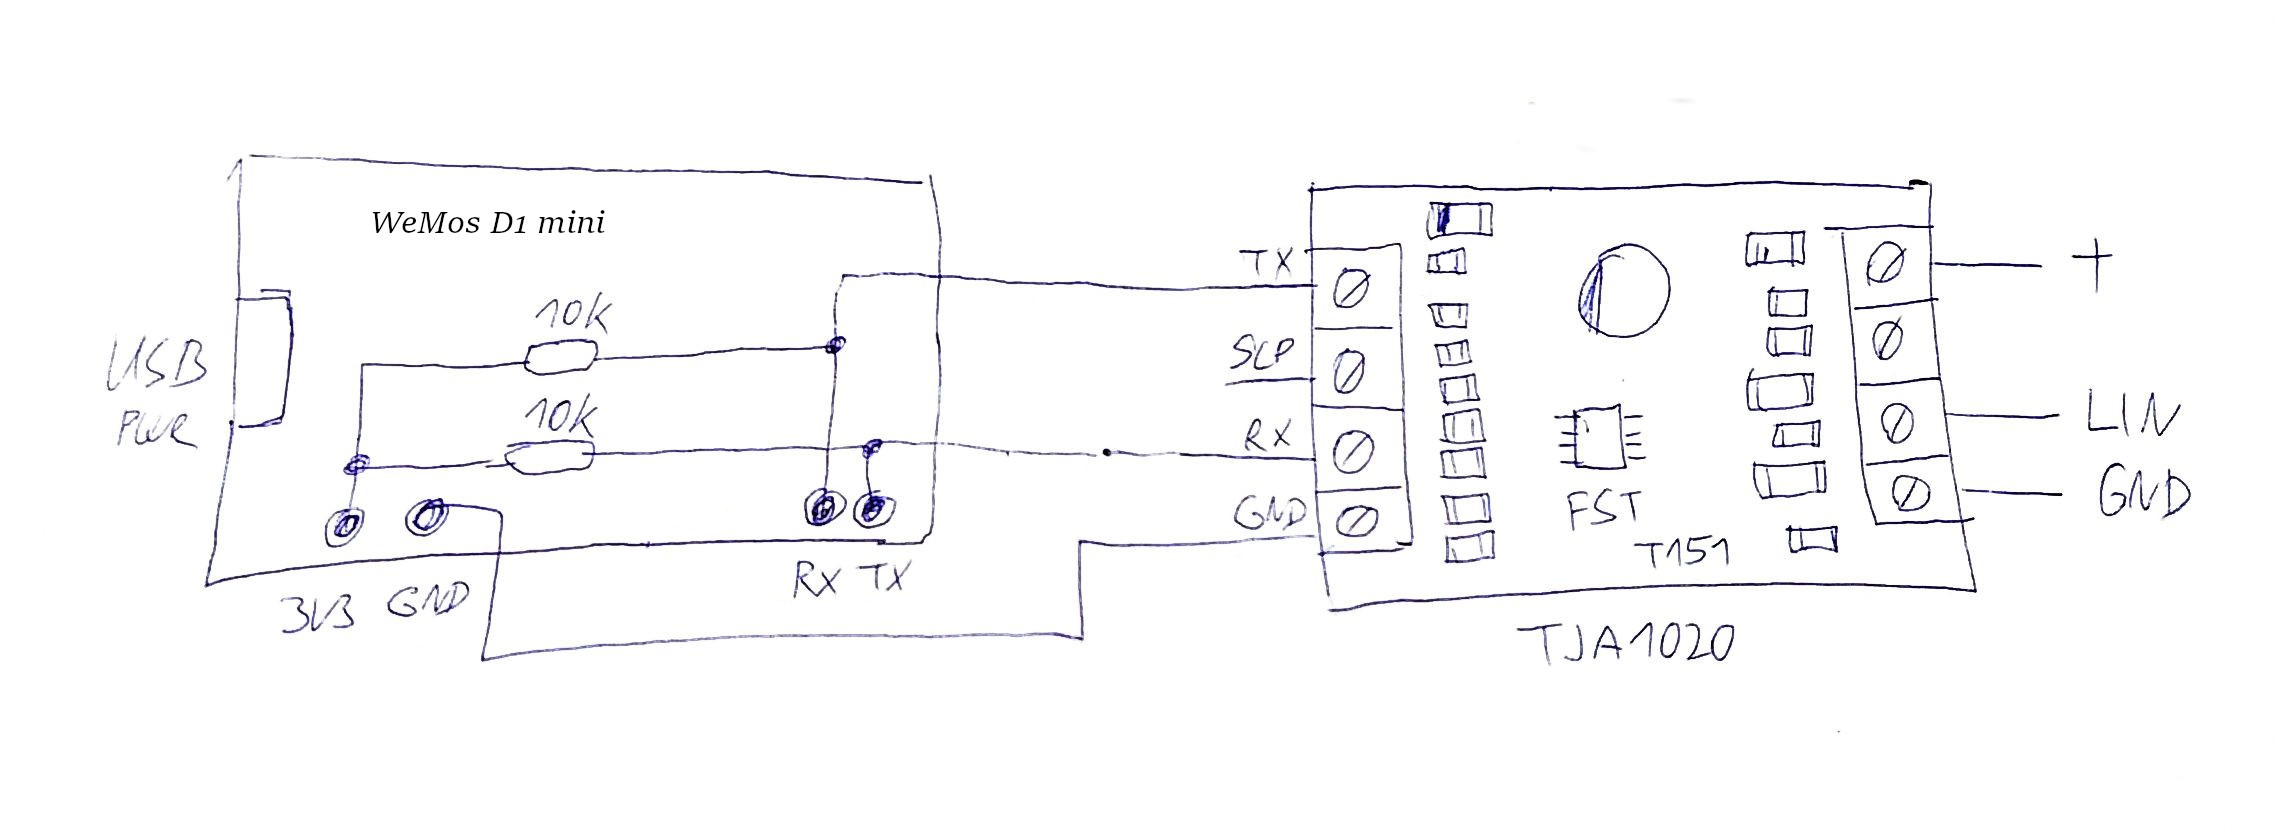 WeMos D1 mini
10K
10K
USB
PWR
3V3 GND
RX TX
TX
SLP
RX
GND
FST
T151
TJA1020
+
LIN
GND